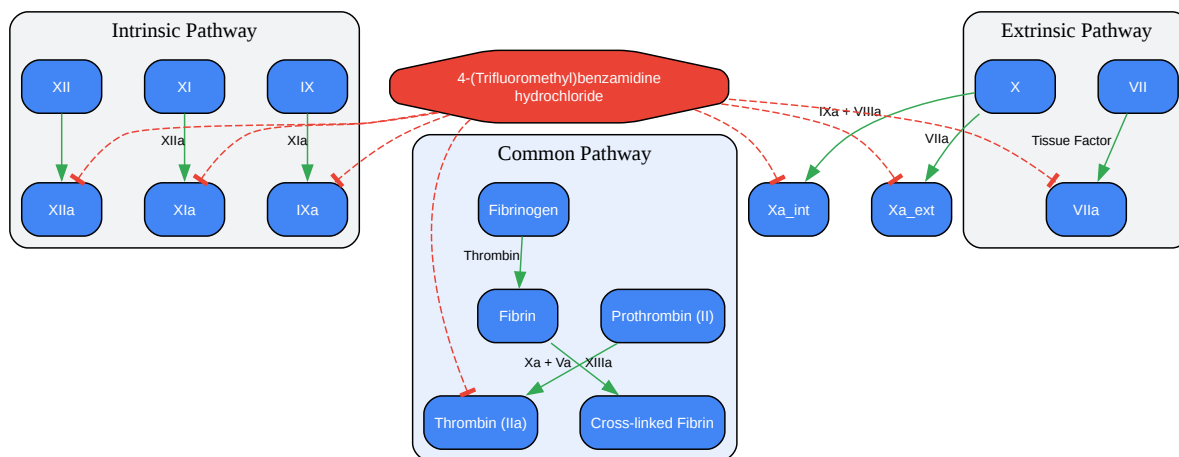 Intrinsic Pathway
Extrinsic Pathway
XII
XI
IX
4-(Trifluoromethyl)benzamidine
hydrochloride
X
VII
XIIa
XIa
IXa + VIIIa
VIIa
Tissue Factor
Common Pathway
XIIa
XIa
IXa
Fibrinogen
Xa_int
Xa_ext
VIIa
Thrombin
Fibrin
Prothrombin (II)
Xa + Va
XIIIa
Thrombin (IIa)
Cross-linked Fibrin